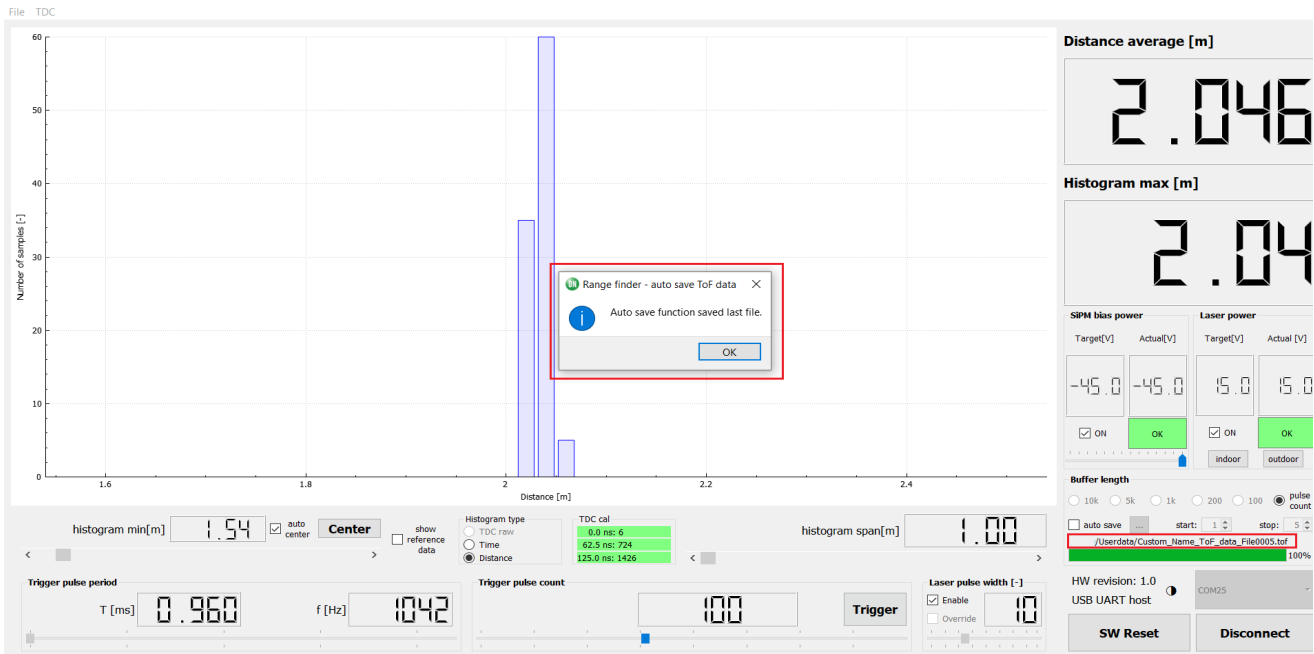 File TDC
60
50
40
30
20
10
0
Number of samples [-]
1.6 1.8 2 2.2 2.4
Distance [m]
ON Range finder - auto save ToF data
Auto save function saved last file.
OK
Distance average [m]
2.046
Histogram max [m]
2.04
SiPM bias power
Target[V] Actual[V]
-45.0 -45.0
ON OK
Laser power
Target[V] Actual [V]
15.0 15.0
ON OK
indoor outdoor
Buffer length
10k 5k 1k 200 100 pulse count
auto save ... start: 1 stop: 5
/Userdata/Custom_Name_ToF_data_File0005.tof
100%
histogram min[m] 1.54
auto center
Center
show reference data
Histogram type
TDC raw
Time
Distance
TDC cal
0.0 ns: 6
62.5 ns: 724
125.0 ns: 1426
histogram span[m] 1.00
< > < >
Trigger pulse period
T [ms] 0.960 f [Hz] 1042
Trigger pulse count
100 Trigger
Laser pulse width [-]
Enable 10
Override
HW revision: 1.0
USB UART host
COM25
SW Reset Disconnect